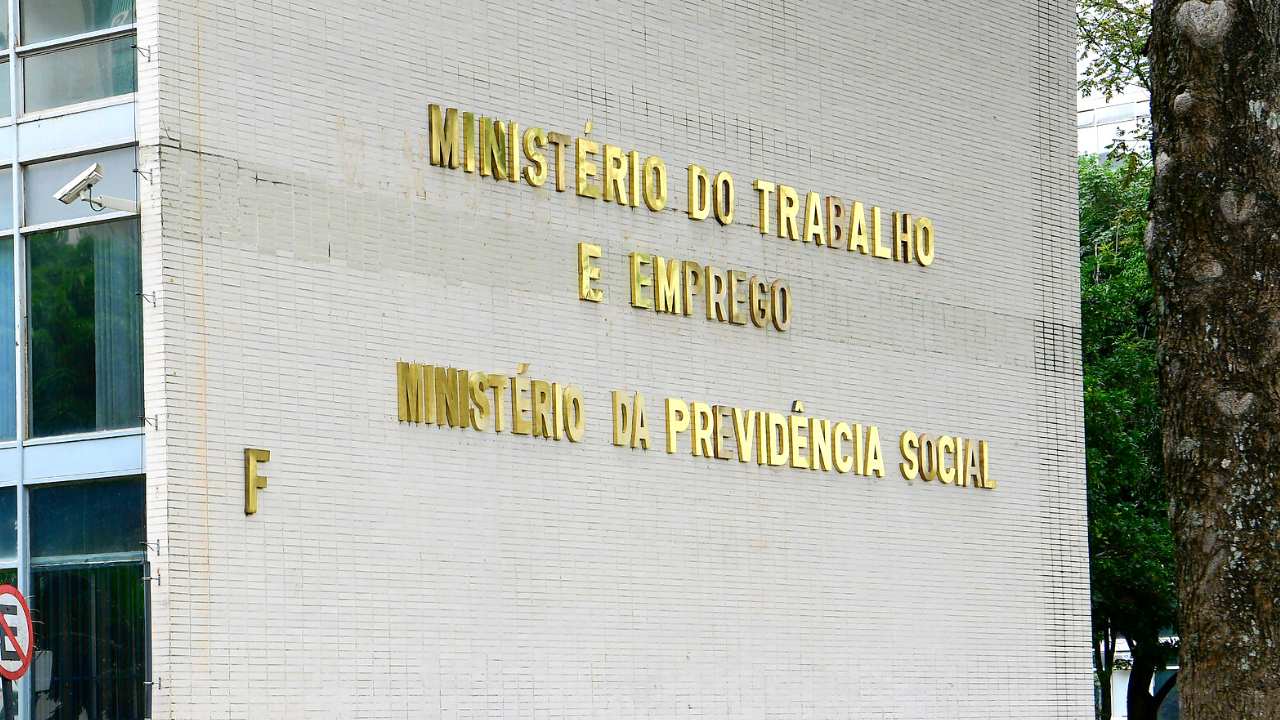 MINISTÉRIO DO TRABALHO
E EMPREGO
MINISTÉRIO DA PREVIDÊNCIA SOCIAL
F
E